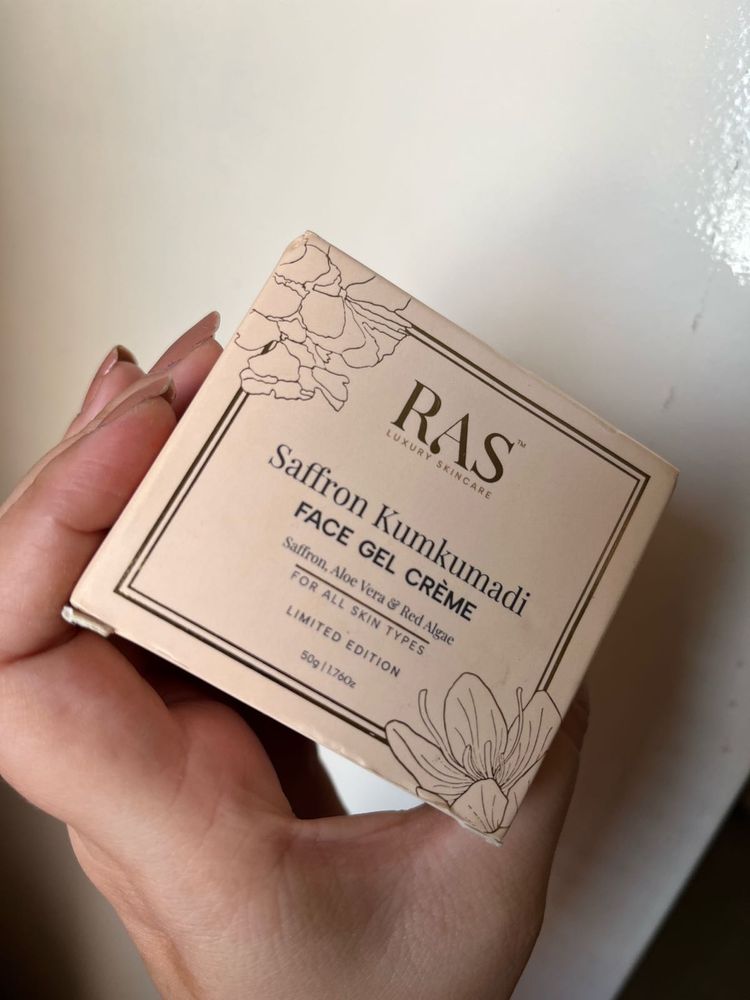 RAS™
LUXURY SKINCARE
Saffron Kumkumadi
FACE GEL CRÈME
Saffron, Aloe Vera & Red Algae
FOR ALL SKIN TYPES
LIMITED EDITION
50g | 1.76Oz